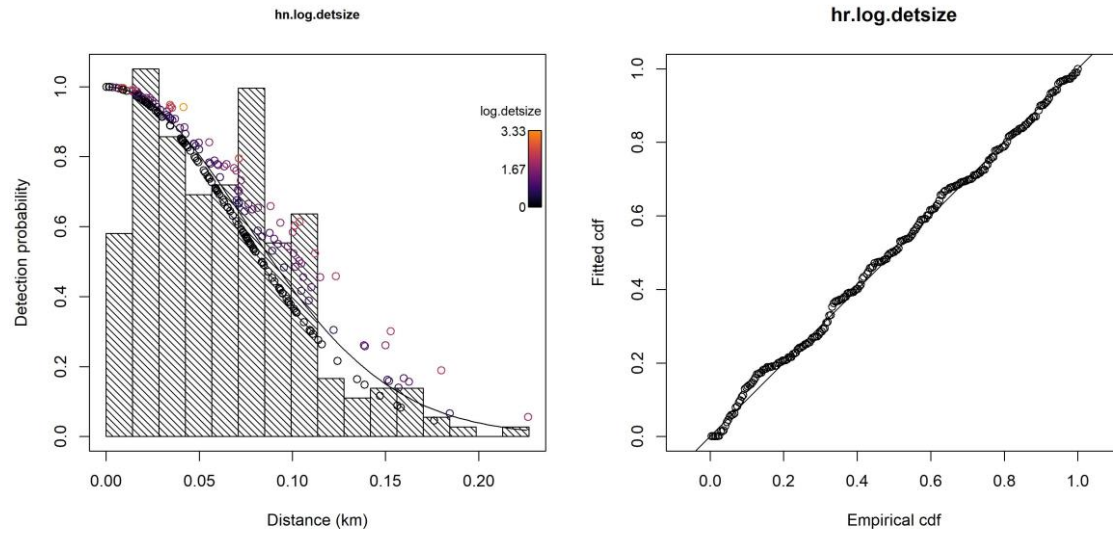 hn.log.detsize
hr.log.detsize
log.detsize
3.33
1.67
0
Detection probability
1.0
0.8
0.6
0.4
0.2
0.0
0.00 0.05 0.10 0.15 0.20
Distance (km)
Fitted cdf
1.0
0.8
0.6
0.4
0.2
0.0
0.0 0.2 0.4 0.6 0.8 1.0
Empirical cdf